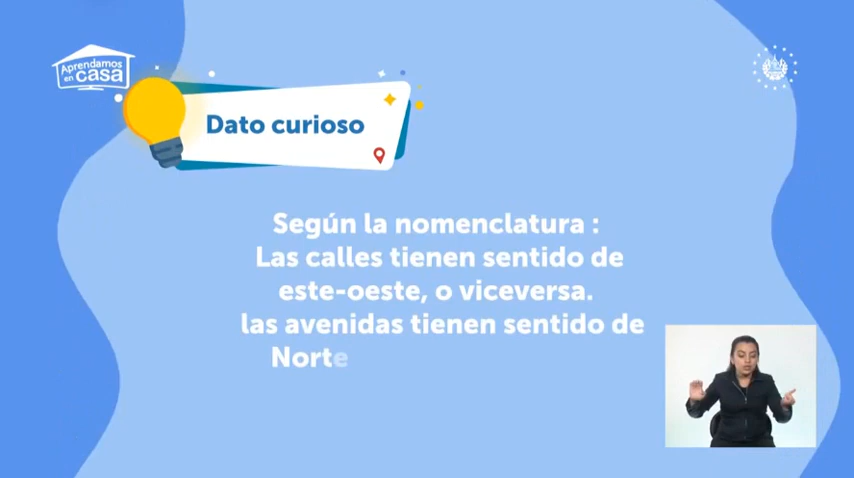 Aprendamos
en casa
Dato curioso
Según la nomenclatura :
Las calles tienen sentido de
este-oeste, o viceversa.
las avenidas tienen sentido de
Norte